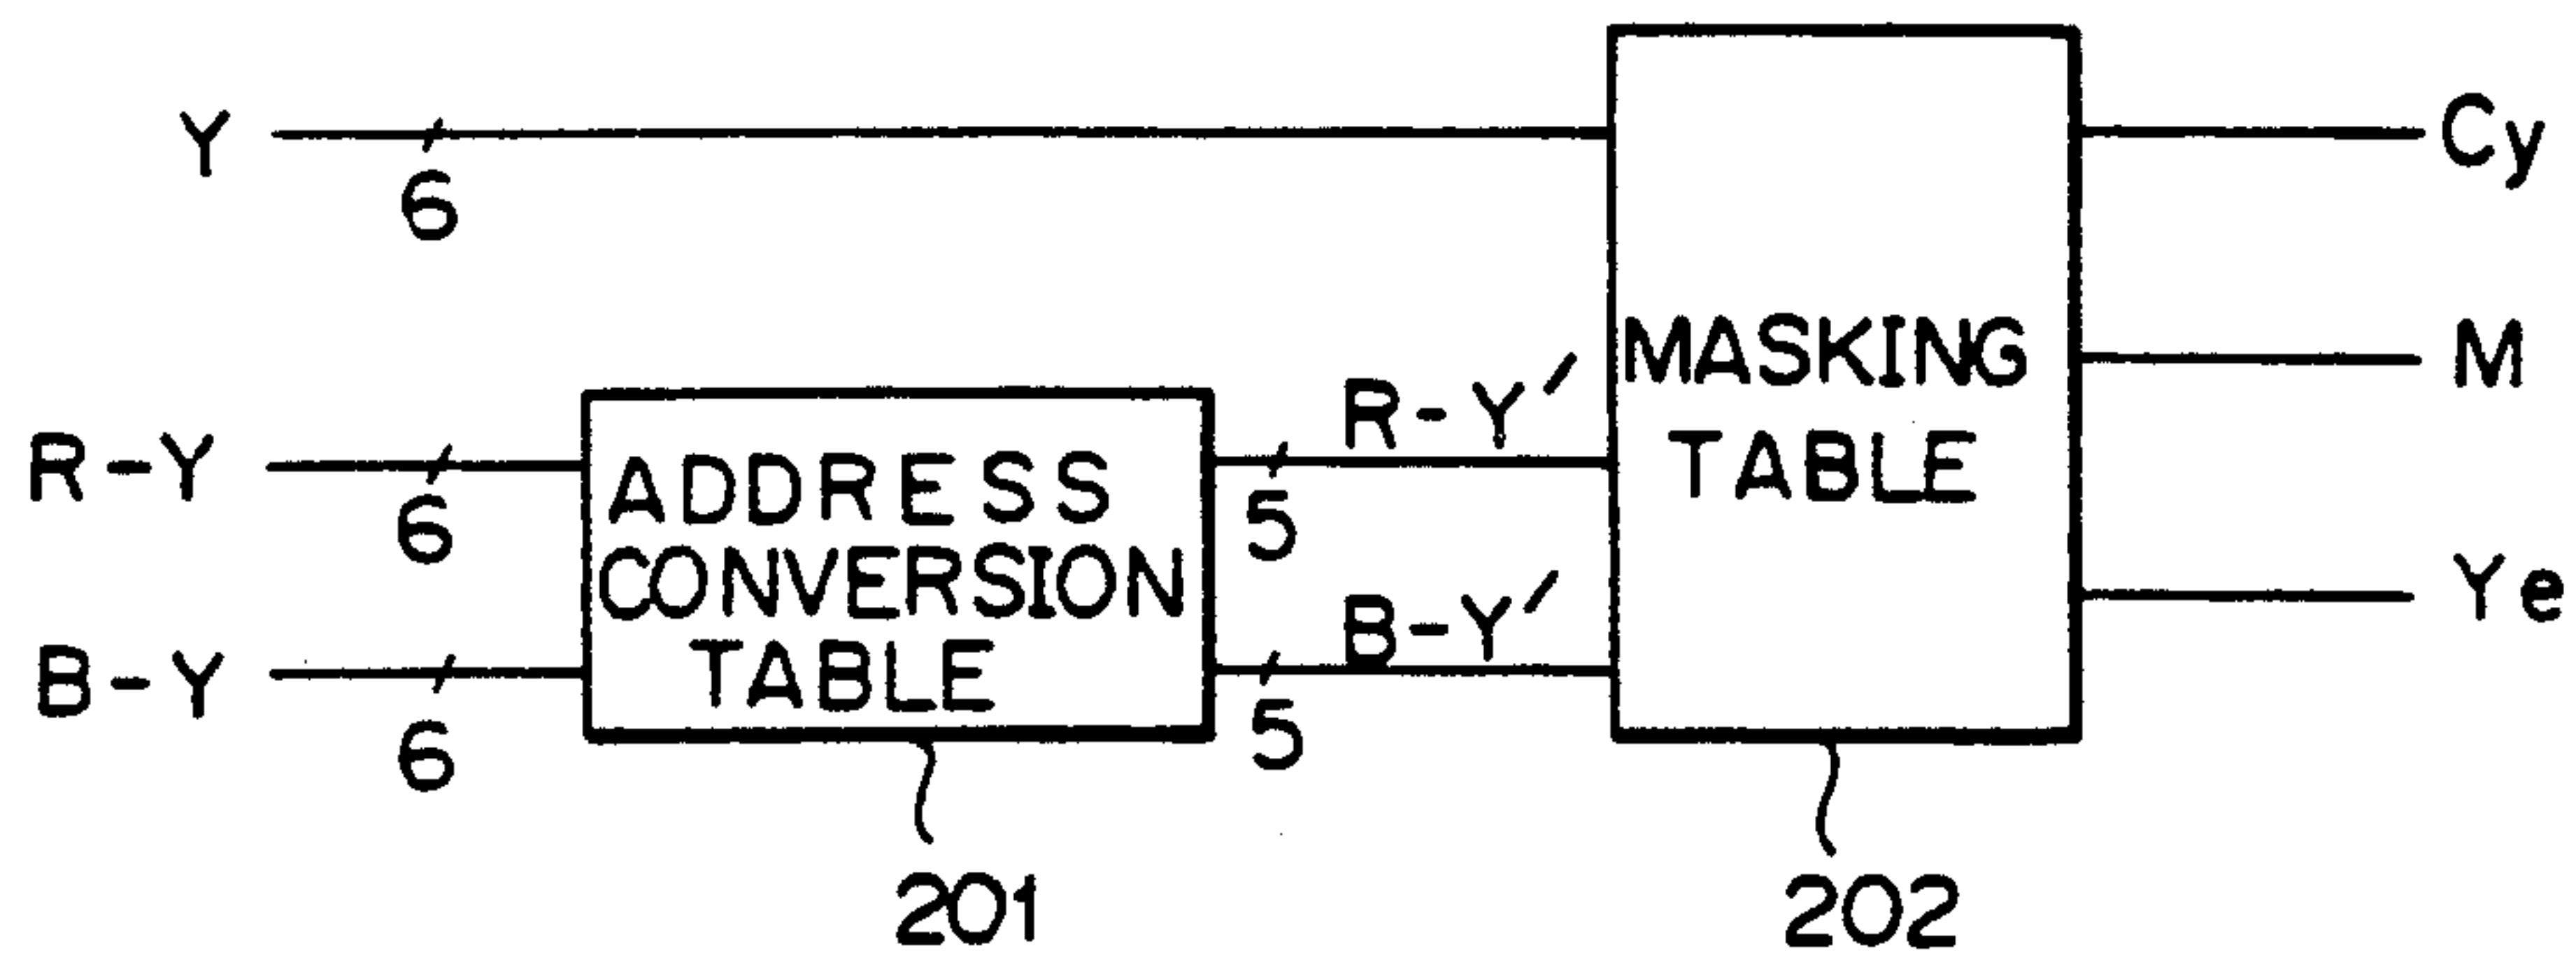 Y
6
Cy
R-Y
6
ADDRESS
CONVERSION
TABLE
5
R-Y′
MASKING
TABLE
M
B-Y
6
5
B-Y′
Ye
201
202